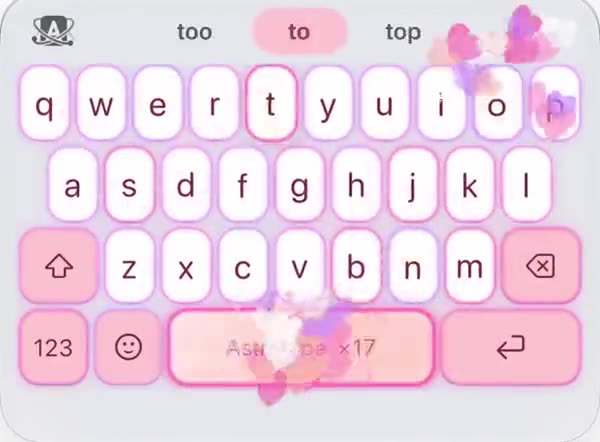 too to top
q w e r t y u i o p
a s d f g h j k l
z x c v b n m
123 ×17